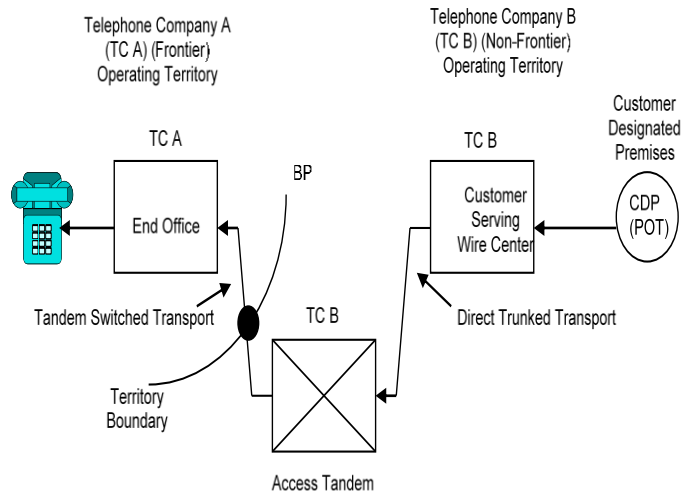 Telephone Company A
(TC A) (Frontier)
Operating Territory
Telephone Company B
(TC B) (Non-Frontier)
Operating Territory
Customer
Designated
Premises
TC A
BP
TC B
End Office
Customer
Serving
Wire Center
CDP
(POT)
Tandem Switched Transport
TC B
Direct Trunked Transport
Territory
Boundary
Access Tandem